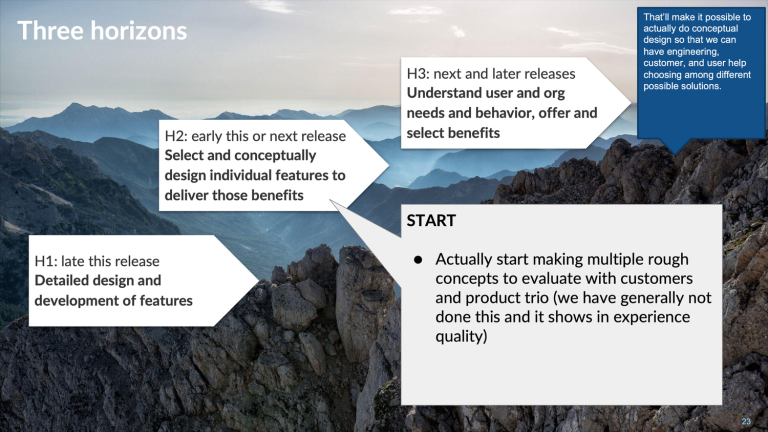 Three horizons
That'll make it possible to
actually do conceptual
design so that we can
have engineering,
customer, and user help
choosing among different
possible solutions.
H3: next and later releases
Understand user and org
needs and behavior, offer and
select benefits
H2: early this or next release
Select and conceptually
design individual features to
deliver those benefits
START
● Actually start making multiple rough
concepts to evaluate with customers
and product trio (we have generally not
done this and it shows in experience
quality)
H1: late this release
Detailed design and
development of features
23